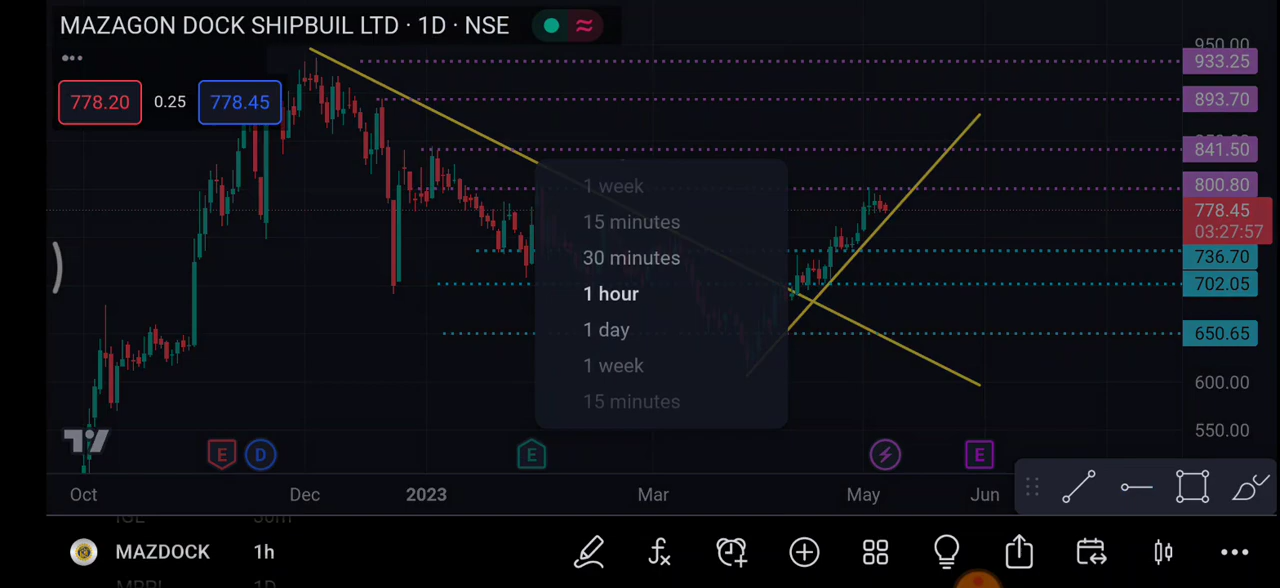 MAZAGON DOCK SHIPBUIL LTD · 1D · NSE
950.00
933.25
778.20 0.25 778.45
893.70
841.50
800.80
778.45
03:27:57
736.70
702.05
650.65
600.00
550.00
1 week
15 minutes
30 minutes
1 hour
1 day
1 week
15 minutes
E D E E
Oct Dec 2023 Mar May Jun
MAZDOCK 1h
1D